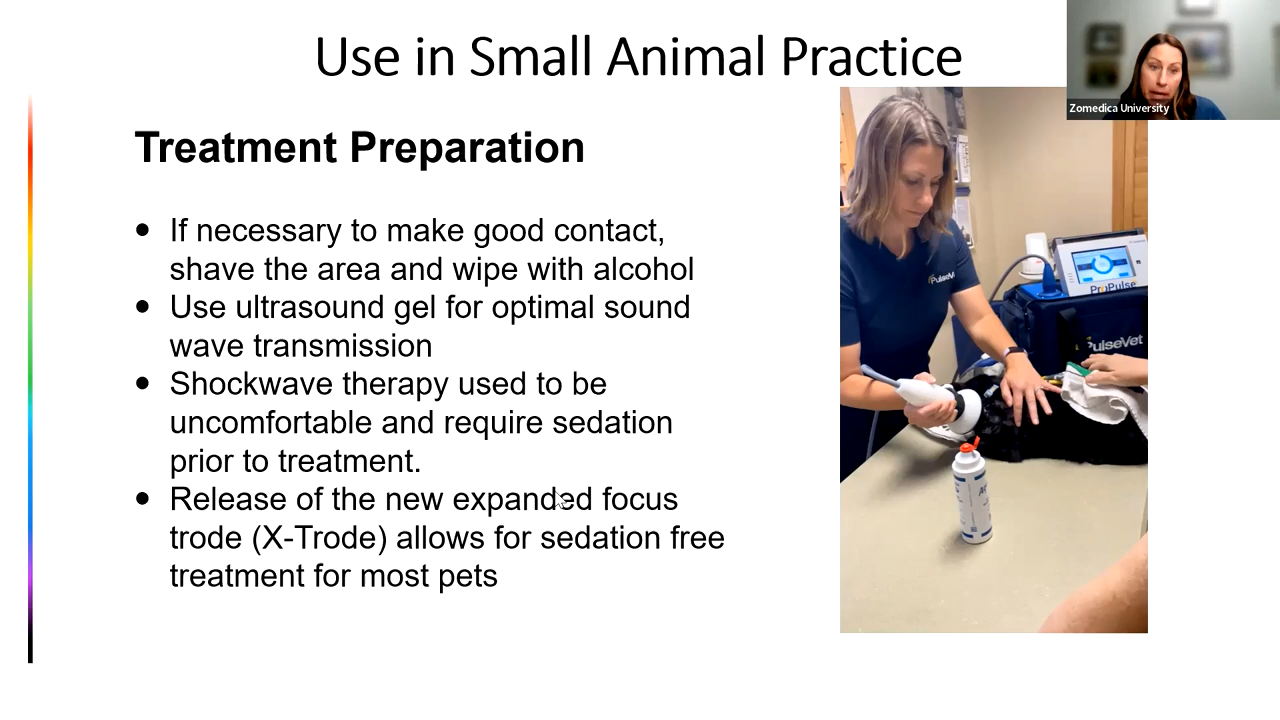 Use in Small Animal Practice
Zomedica University
Treatment Preparation
● If necessary to make good contact,
shave the area and wipe with alcohol
● Use ultrasound gel for optimal sound
wave transmission
● Shockwave therapy used to be
uncomfortable and require sedation
prior to treatment.
● Release of the new expanded focus
trode (X-Trode) allows for sedation free
treatment for most pets
ProPulse
PulseVet